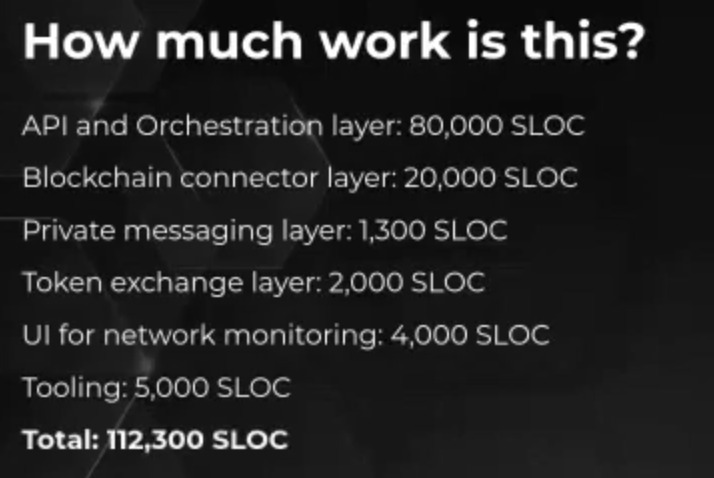 How much work is this?
API and Orchestration layer: 80,000 SLOC
Blockchain connector layer: 20,000 SLOC
Private messaging layer: 1,300 SLOC
Token exchange layer: 2,000 SLOC
UI for network monitoring: 4,000 SLOC
Tooling: 5,000 SLOC
Total: 112,300 SLOC